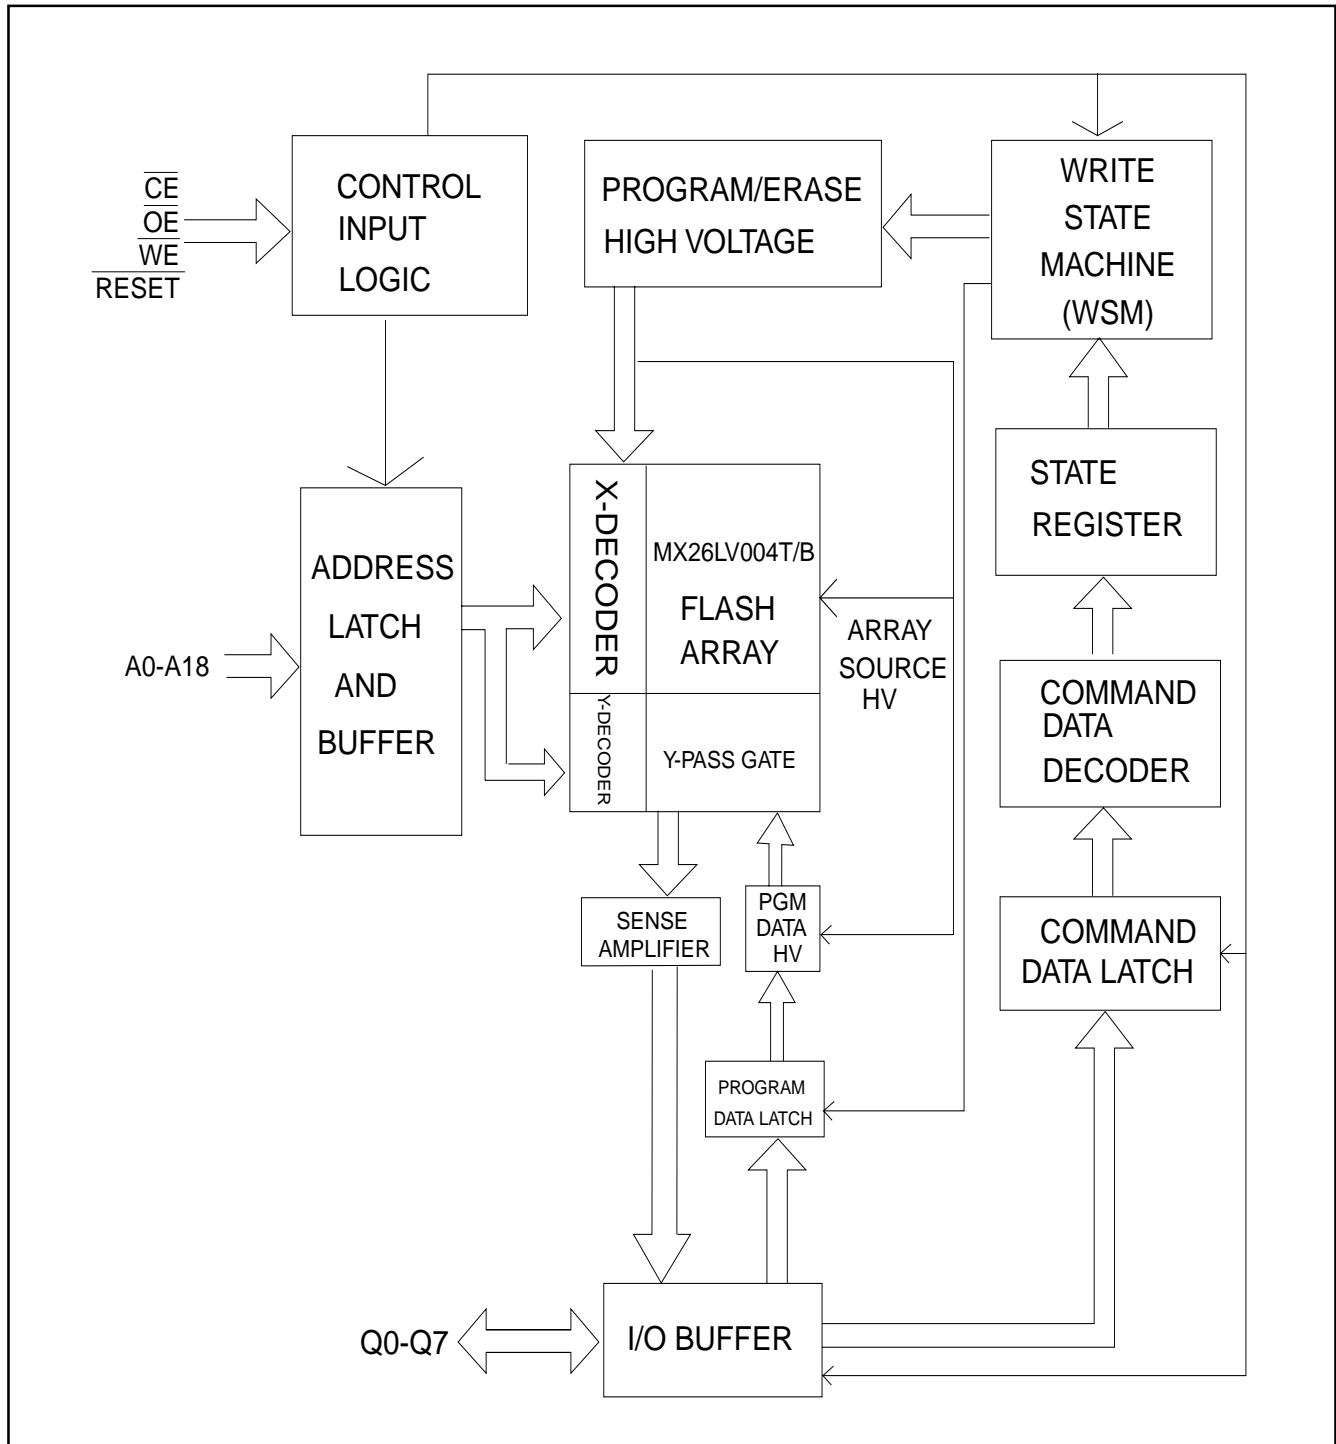 CE
OE
WE
RESET
CONTROL
INPUT
LOGIC
PROGRAM/ERASE
HIGH VOLTAGE
WRITE
STATE
MACHINE
(WSM)
STATE
REGISTER
ADDRESS
LATCH
AND
BUFFER
A0-A18
X-DECODER
MX26LV004T/B
FLASH
ARRAY
ARRAY
SOURCE
HV
Y-DECODER
Y-PASS GATE
COMMAND
DATA
DECODER
SENSE
AMPLIFIER
PGM
DATA
HV
COMMAND
DATA LATCH
PROGRAM
DATA LATCH
Q0-Q7
I/O BUFFER